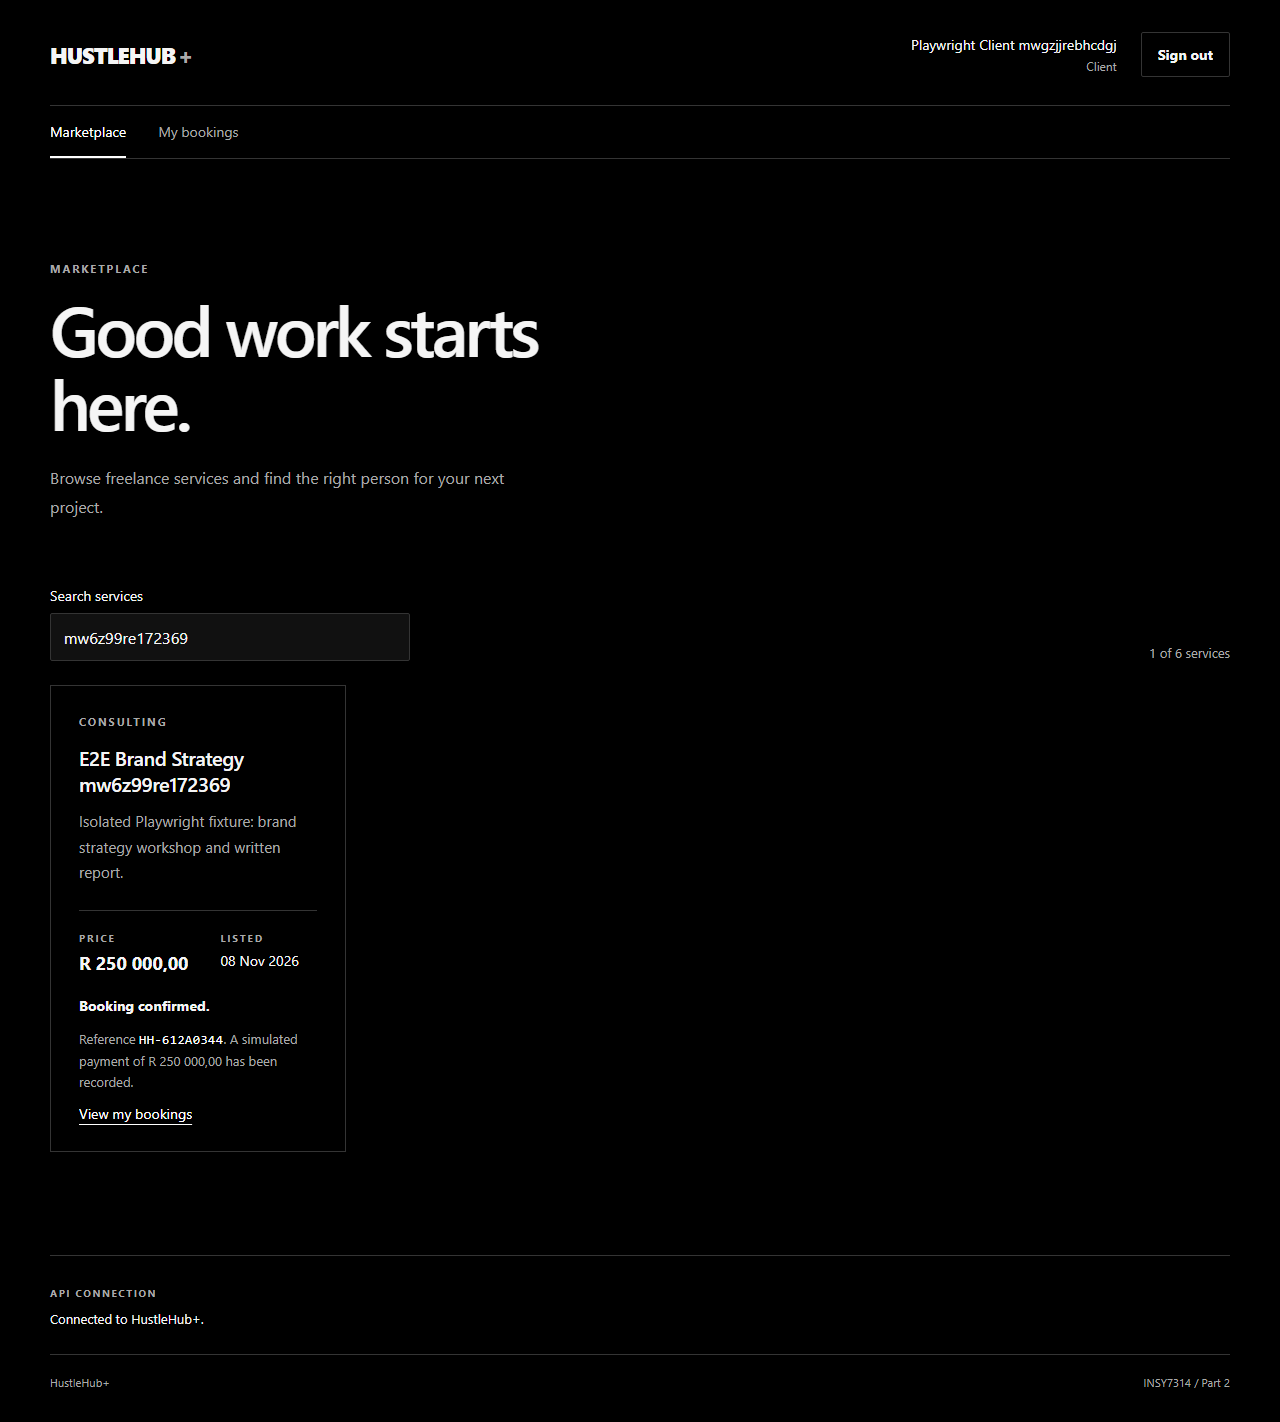 HUSTLEHUB +
Playwright Client mwgzjjrebhcdgj
Client
Sign out
Marketplace
My bookings
MARKETPLACE
Good work starts
here.
Browse freelance services and find the right person for your next
project.
Search services
mw6z99re172369
1 of 6 services
CONSULTING
E2E Brand Strategy
mw6z99re172369
Isolated Playwright fixture: brand
strategy workshop and written
report.
PRICE
LISTED
R 250 000,00
08 Nov 2026
Booking confirmed.
Reference HH-612A0344. A simulated
payment of R 250 000,00 has been
recorded.
View my bookings
API CONNECTION
Connected to HustleHub+.
HustleHub+
INSY7314 / Part 2